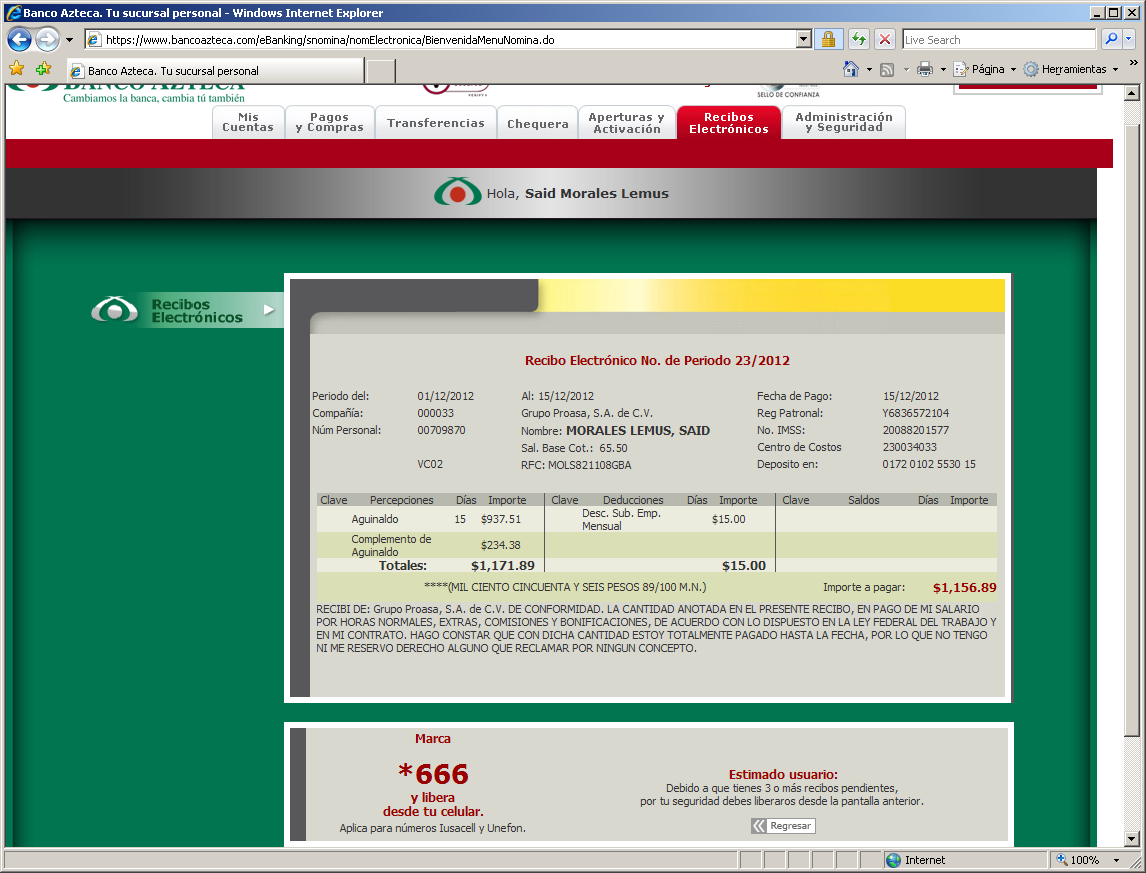 Banco Azteca. Tu sucursal personal - Windows Internet Explorer
https://www.bancoazteca.com/eBanking/snomina/nomElectronica/BienvenidaMenuNomina.do
Live Search
Banco Azteca. Tu sucursal personal
Página
Herramientas
BANCO AZTECA
Cambiamos la banca, cambia tú también
SELLO DE CONFIANZA
Mis Cuentas
Pagos y Compras
Transferencias
Chequera
Aperturas y Activación
Recibos Electrónicos
Administración y Seguridad
Hola, Said Morales Lemus
Recibos
Electrónicos
Recibo Electrónico No. de Periodo 23/2012
Periodo del: 01/12/2012 Al: 15/12/2012 Fecha de Pago: 15/12/2012
Compañía: 000033 Grupo Proasa, S.A. de C.V. Reg Patronal: Y6836572104
Núm Personal: 00709870 Nombre: MORALES LEMUS, SAID No. IMSS: 20088201577
Sal. Base Cot.: 65.50 Centro de Costos 230034033
VC02 RFC: MOLS821108GBA Deposito en: 0172 0102 5530 15
Clave Percepciones Días Importe Clave Deducciones Días Importe Clave Saldos Días Importe
Aguinaldo 15 $937.51 Desc. Sub. Emp. Mensual $15.00
Complemento de Aguinaldo $234.38
Totales: $1,171.89 $15.00
****(MIL CIENTO CINCUENTA Y SEIS PESOS 89/100 M.N.) Importe a pagar: $1,156.89
RECIBI DE: Grupo Proasa, S.A. de C.V. DE CONFORMIDAD. LA CANTIDAD ANOTADA EN EL PRESENTE RECIBO, EN PAGO DE MI SALARIO
POR HORAS NORMALES, EXTRAS, COMISIONES Y BONIFICACIONES, DE ACUERDO CON LO DISPUESTO EN LA LEY FEDERAL DEL TRABAJO Y
EN MI CONTRATO. HAGO CONSTAR QUE CON DICHA CANTIDAD ESTOY TOTALMENTE PAGADO HASTA LA FECHA, POR LO QUE NO TENGO
NI ME RESERVO DERECHO ALGUNO QUE RECLAMAR POR NINGUN CONCEPTO.
Marca
*666
y libera
desde tu celular.
Aplica para números Iusacell y Unefon.
Estimado usuario:
Debido a que tienes 3 o más recibos pendientes,
por tu seguridad debes liberaros desde la pantalla anterior.
Regresar
Internet
100%